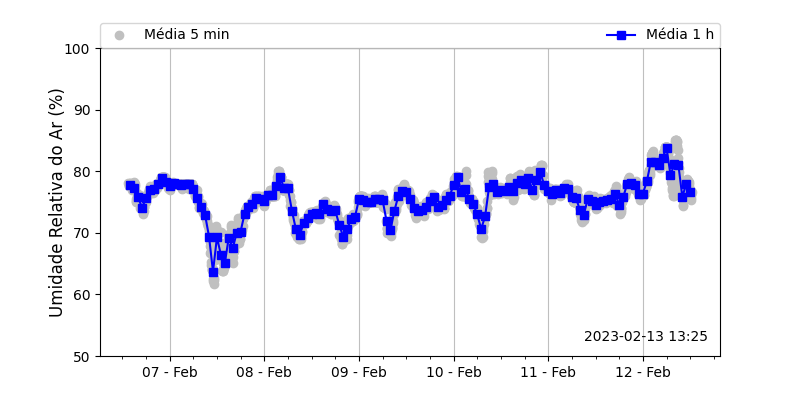 Média 5 min
Média 1 h
Umidade Relativa do Ar (%)
100
90
80
70
60
50
2023-02-13 13:25
07 - Feb
08 - Feb
09 - Feb
10 - Feb
11 - Feb
12 - Feb